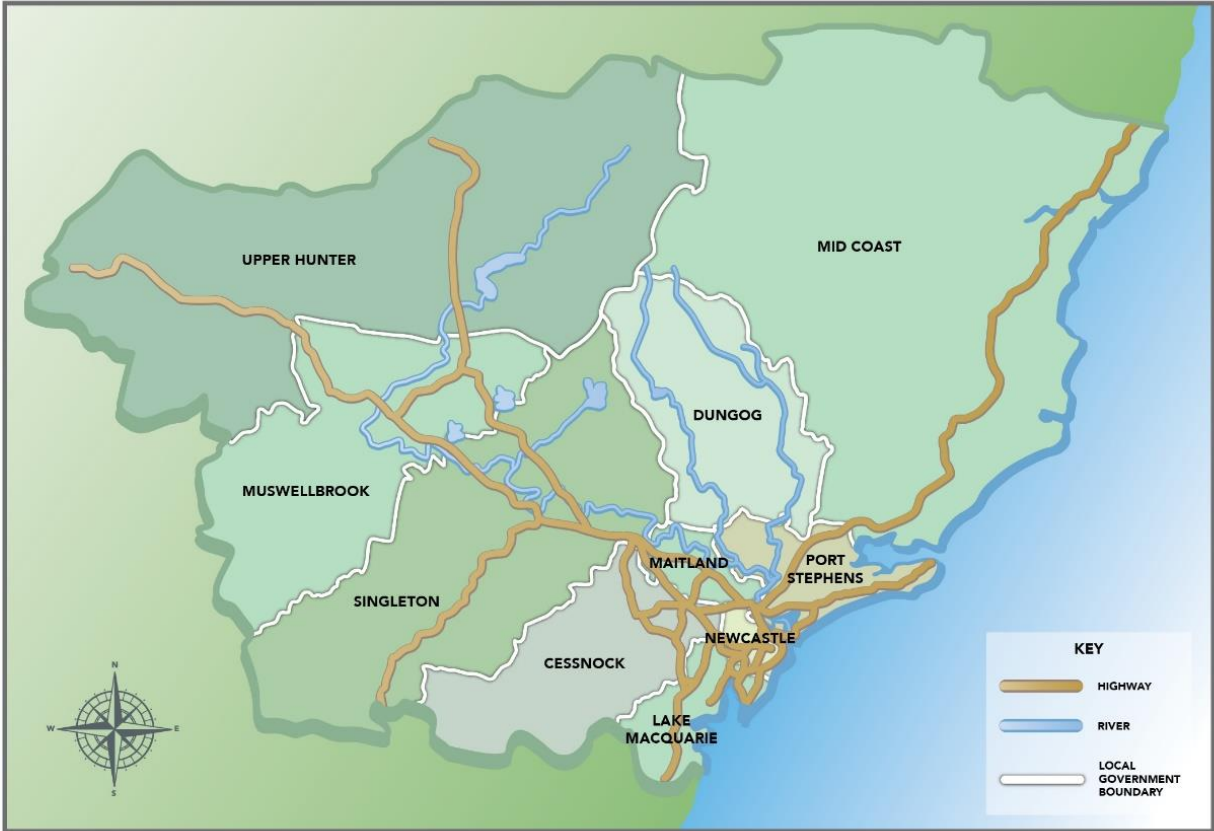 UPPER HUNTER
MID COAST
DUNGOG
MUSWELLBROOK
MAITLAND
PORT
STEPHENS
SINGLETON
NEWCASTLE
CESSNOCK
LAKE
MACQUARIE
N
W
E
S
KEY
HIGHWAY
RIVER
LOCAL
GOVERNMENT
BOUNDARY